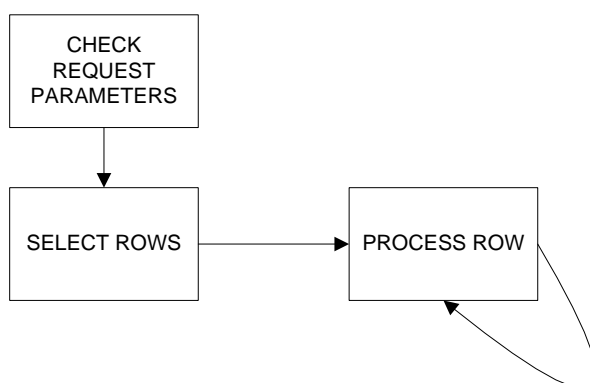 CHECK
REQUEST
PARAMETERS
SELECT ROWS
PROCESS ROW